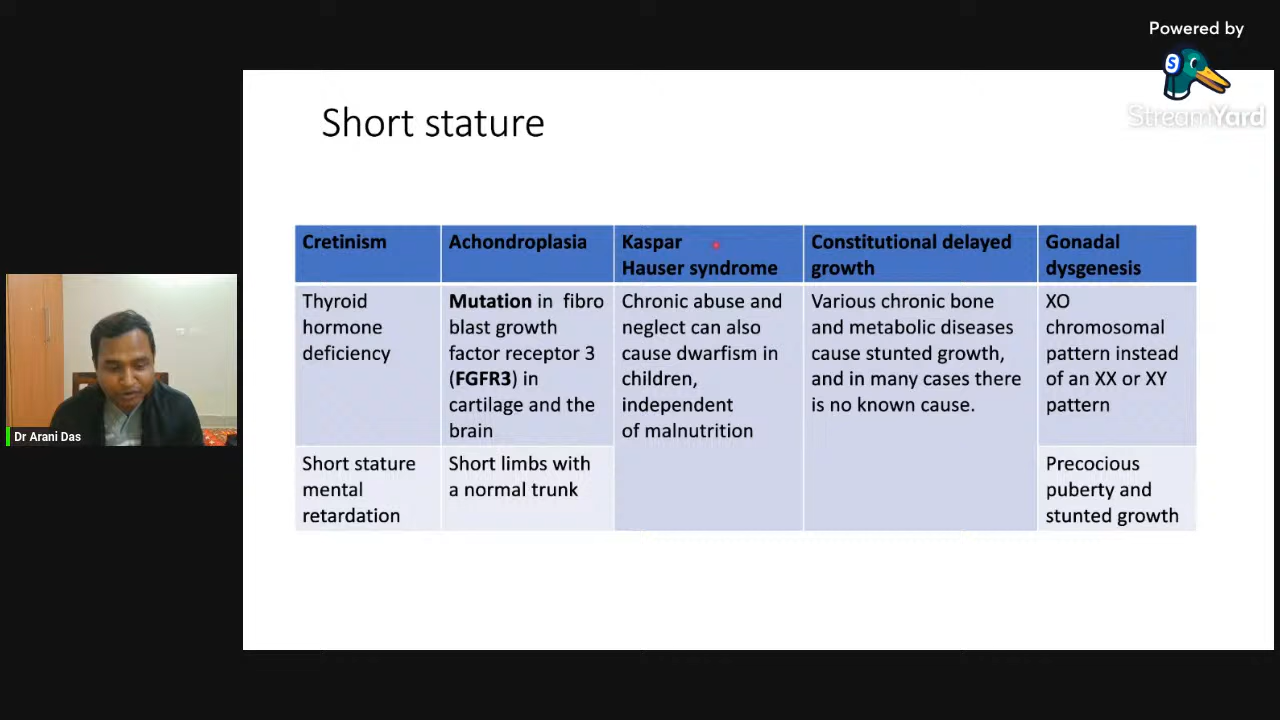 Powered by
S
StreamYard
Short stature
Cretinism
Achondroplasia
Kaspar
Hauser syndrome
Constitutional delayed
growth
Gonadal
dysgenesis
Thyroid
hormone
deficiency
Mutation in fibro
blast growth
factor receptor 3
(FGFR3) in
cartilage and the
brain
Chronic abuse and
neglect can also
cause dwarfism in
children,
independent
of malnutrition
Various chronic bone
and metabolic diseases
cause stunted growth,
and in many cases there
is no known cause.
XO
chromosomal
pattern instead
of an XX or XY
pattern
Short stature
mental
retardation
Short limbs with
a normal trunk
Precocious
puberty and
stunted growth
Dr Arani Das